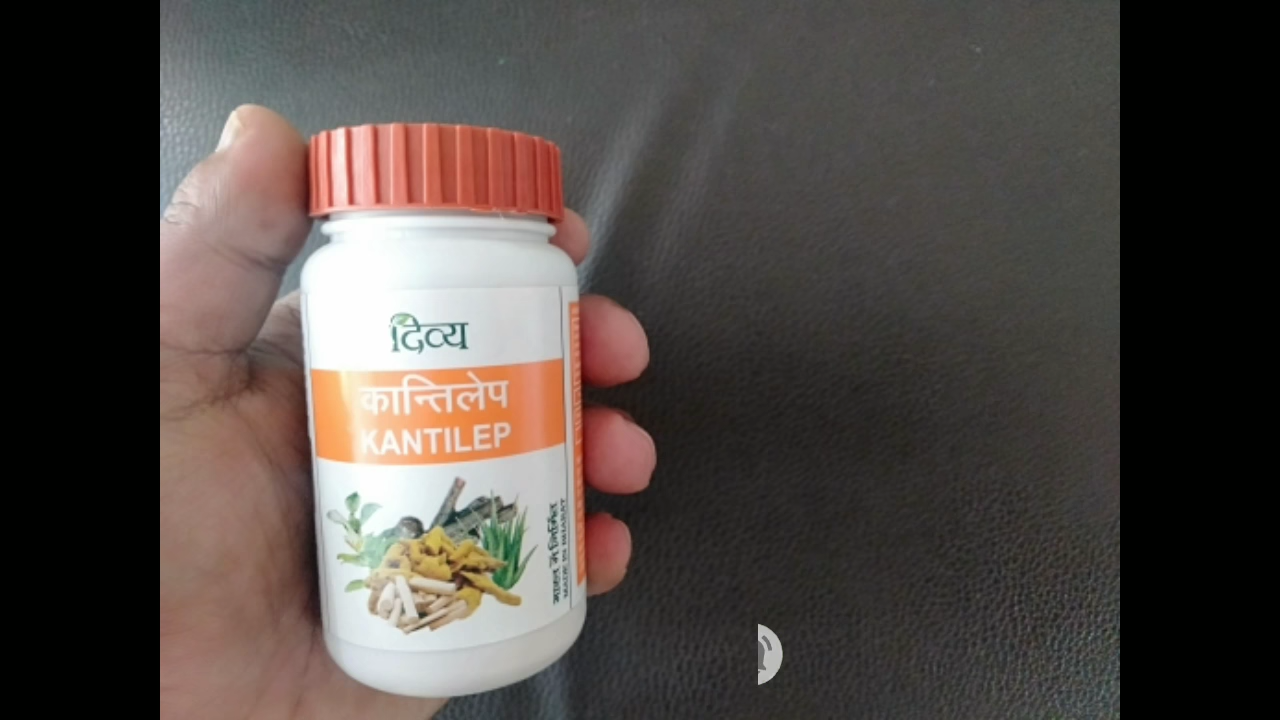 दिव्य
कान्तिलेप
KANTILEP
भारत में निर्मित
MADE IN BHARAT